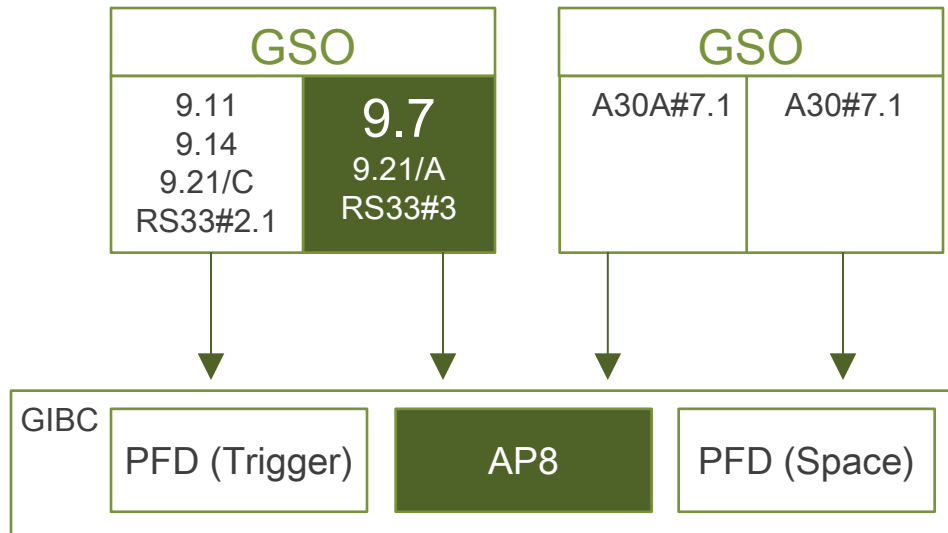 GSO
9.11
9.14
9.21/C
RS33#2.1
9.7
9.21/A
RS33#3
GSO
A30A#7.1
A30#7.1
GIBC
PFD (Trigger)
AP8
PFD (Space)